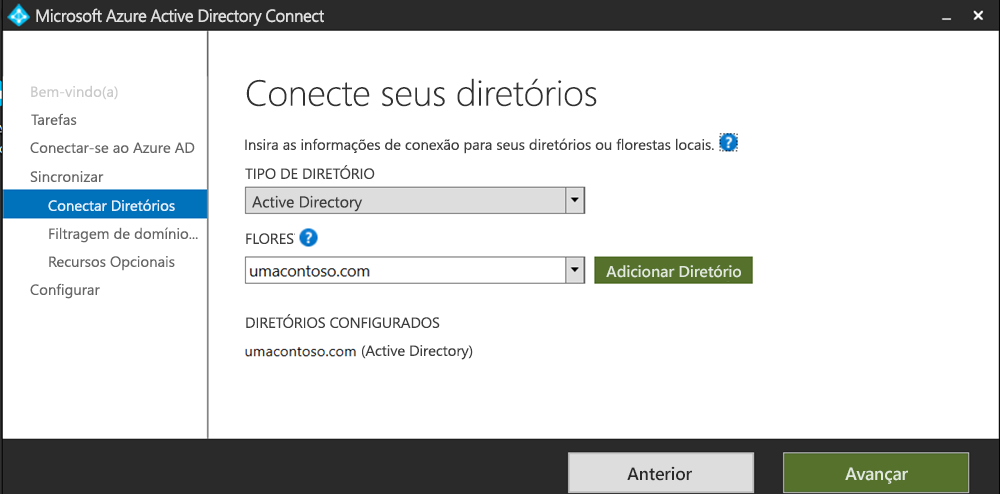 Microsoft Azure Active Directory Connect
Bem-vindo(a)
Tarefas
Conectar-se ao Azure AD
Sincronizar
Conectar Diretórios
Filtragem de domínio...
Recursos Opcionais
Configurar
Conecte seus diretórios
Insira as informações de conexão para seus diretórios ou florestas locais. ?
TIPO DE DIRETÓRIO
Active Directory
FLORES ?
umacontoso.com
Adicionar Diretório
DIRETÓRIOS CONFIGURADOS
umacontoso.com (Active Directory)
Anterior
Avançar